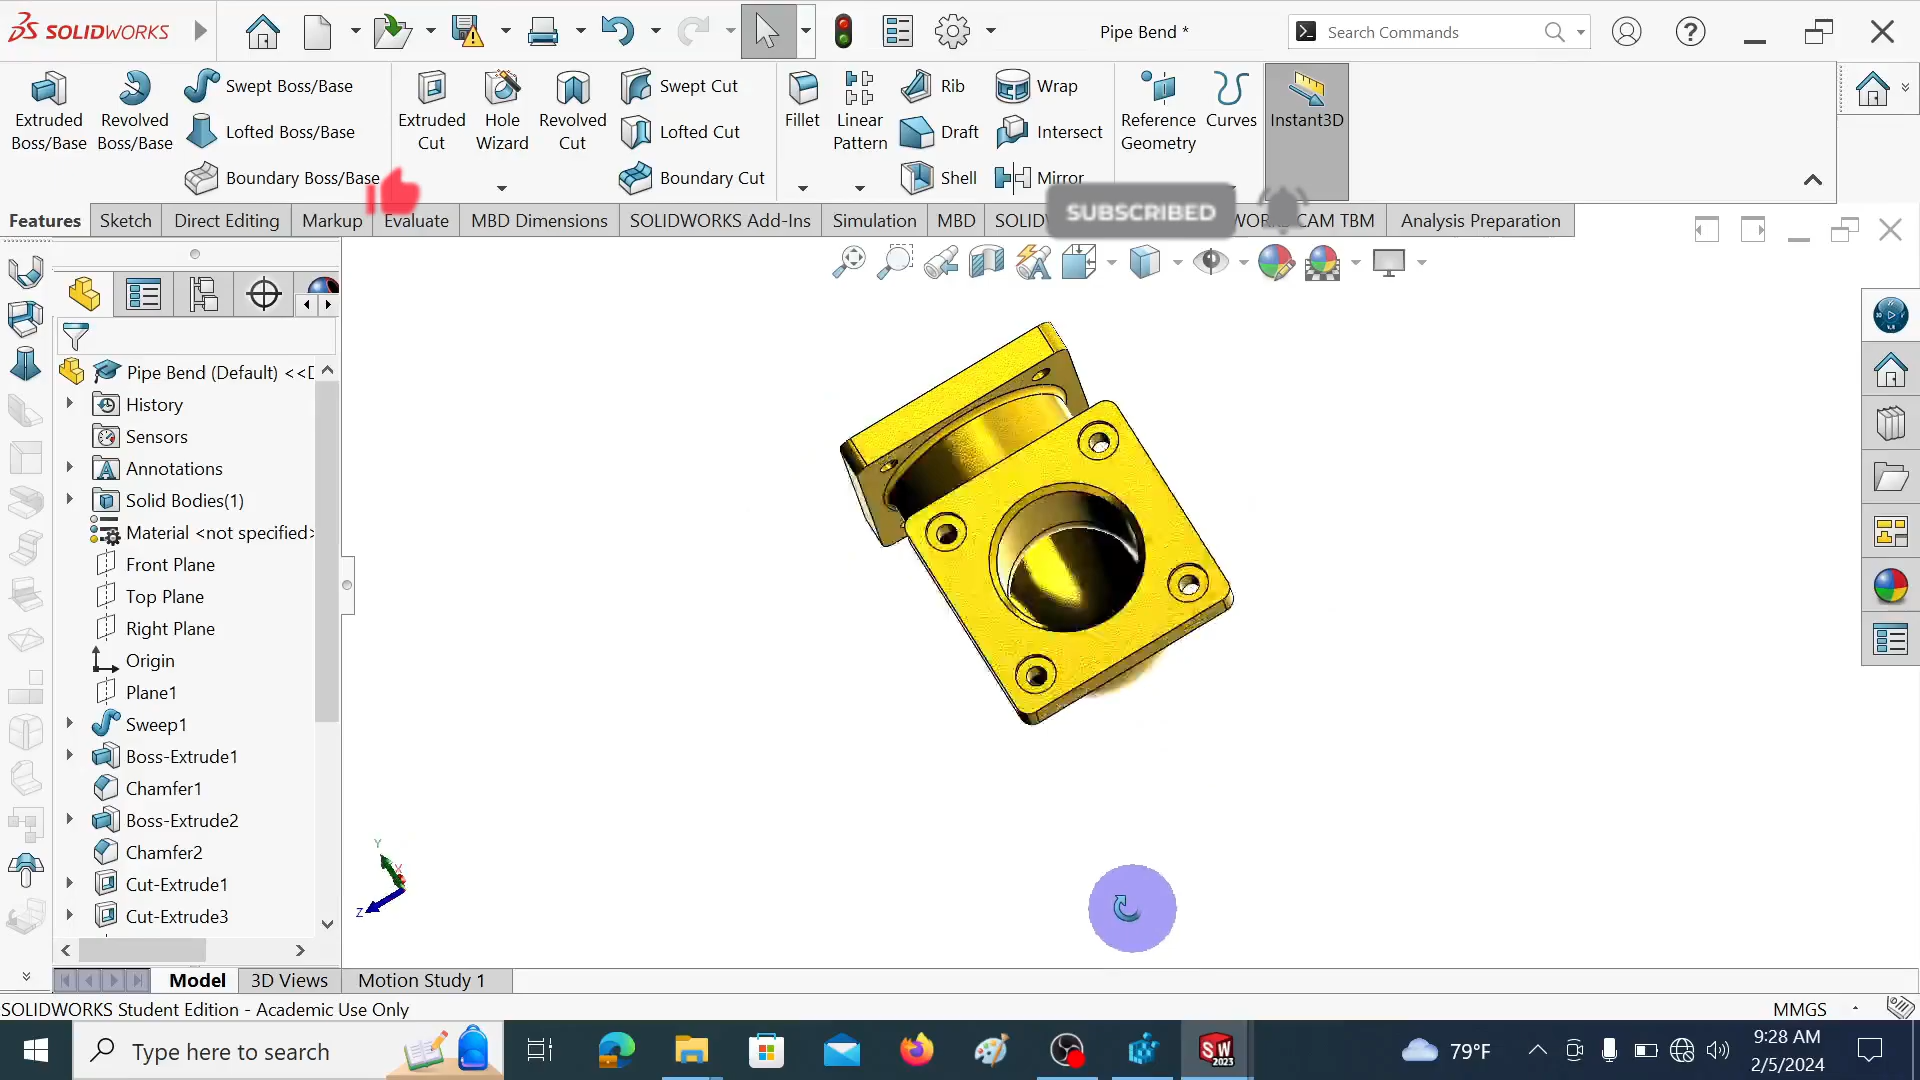 SOLIDWORKS
Pipe Bend *
Search Commands
Extruded Boss/Base
Revolved Boss/Base
Swept Boss/Base
Lofted Boss/Base
Boundary Boss/Base
Extruded Cut
Hole Wizard
Revolved Cut
Swept Cut
Lofted Cut
Boundary Cut
Fillet
Linear Pattern
Rib
Draft
Shell
Wrap
Intersect
Mirror
Reference Geometry
Curves
Instant3D
SUBSCRIBED
Features
Sketch
Direct Editing
Markup
Evaluate
MBD Dimensions
SOLIDWORKS Add-Ins
Simulation
MBD
CAM TBM
Analysis Preparation
Pipe Bend (Default) <<D
History
Sensors
Annotations
Solid Bodies(1)
Material <not specified>
Front Plane
Top Plane
Right Plane
Origin
Plane1
Sweep1
Boss-Extrude1
Chamfer1
Boss-Extrude2
Chamfer2
Cut-Extrude1
Cut-Extrude3
Y
X
Z
Model
3D Views
Motion Study 1
SOLIDWORKS Student Edition - Academic Use Only
MMGS
Type here to search
SW
2023
79°F
9:28 AM
2/5/2024